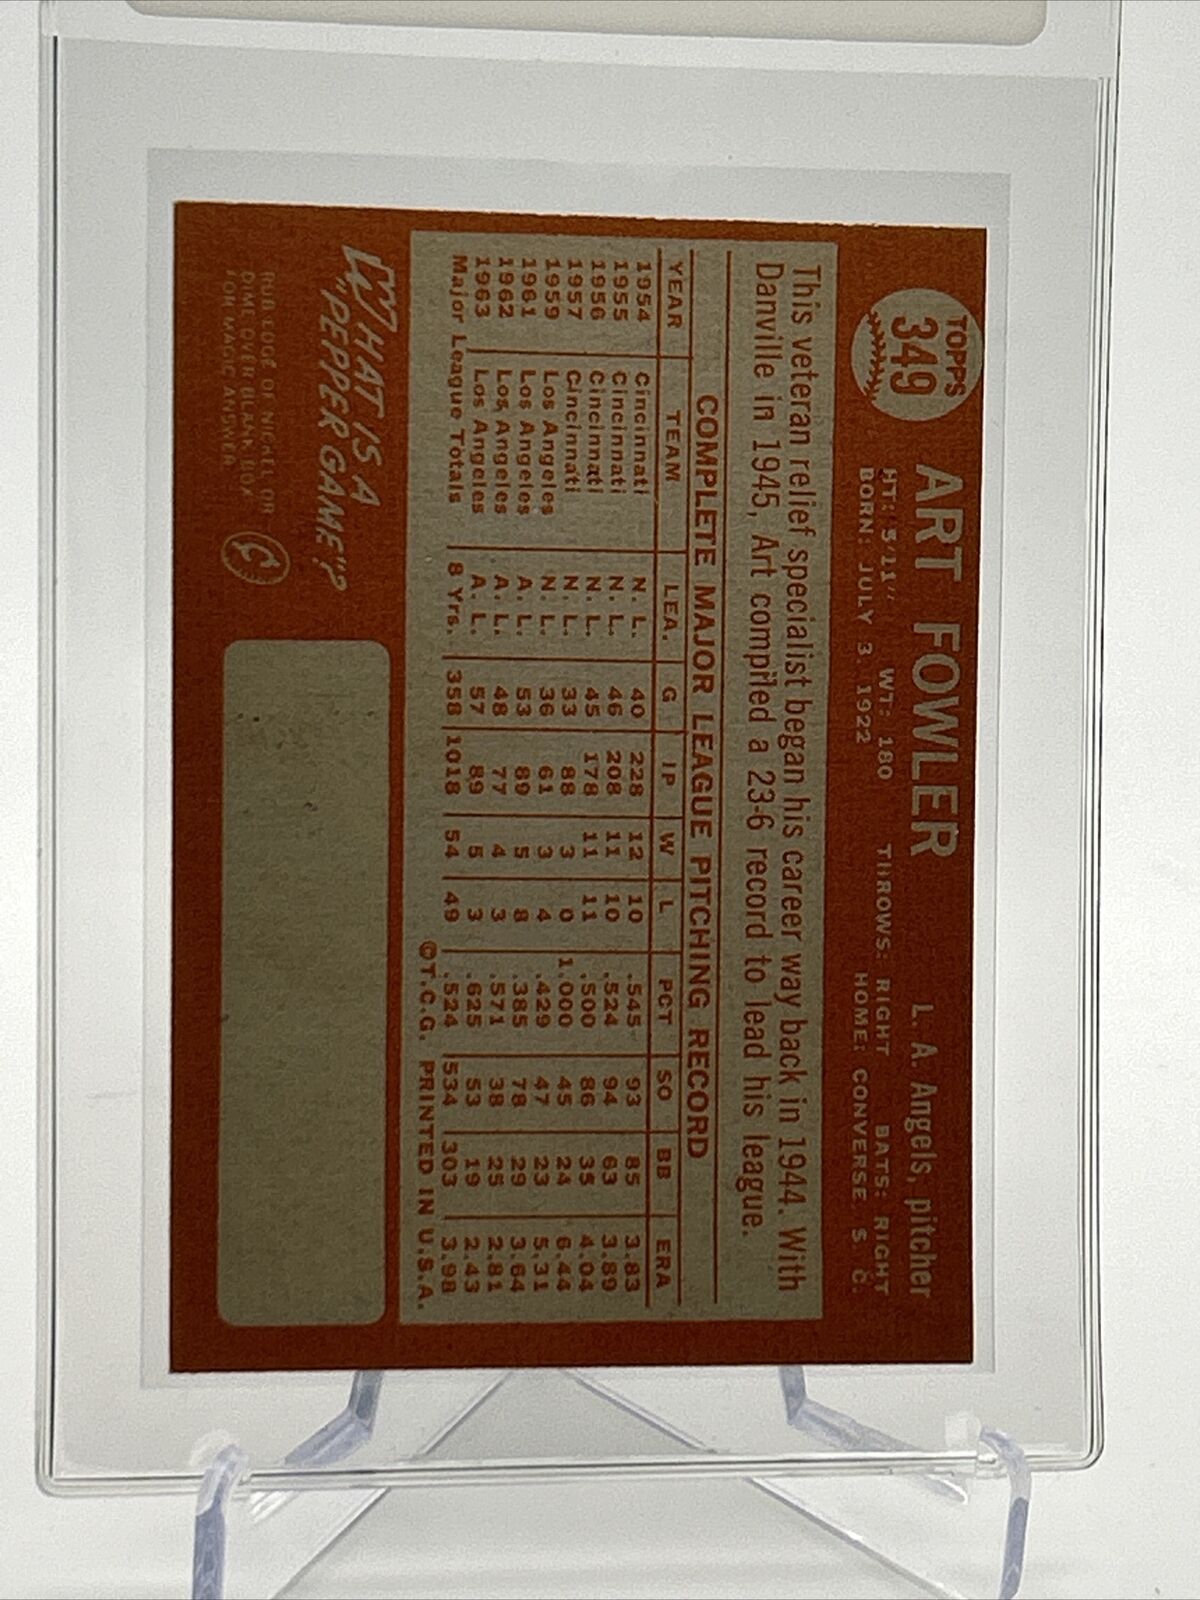 TOPPS
349
ART FOWLER
L. A. Angels, pitcher
HT: 5'11" WT: 180 THROWS: RIGHT BATS: RIGHT
BORN: JULY 3, 1922 HOME: CONVERSE, S. C.
This veteran relief specialist began his career way back in 1944. With
Danville in 1945, Art compiled a 23-6 record to lead his league.
COMPLETE MAJOR LEAGUE PITCHING RECORD
YEAR TEAM LEA. G IP W L PCT SO BB ERA
1954 Cincinnati N. L. 40 228 12 10 .545 93 85 3.83
1955 Cincinnati N. L. 46 208 11 10 .524 94 63 3.89
1956 Cincinnati N. L. 45 178 11 11 .500 86 35 4.04
1957 Cincinnati N. L. 33 88 3 0 1.000 45 24 6.44
1959 Los Angeles N. L. 36 61 3 4 .429 47 23 5.31
1961 Los Angeles A. L. 53 89 5 8 .385 78 29 3.64
1962 Los Angeles A. L. 48 77 4 3 .571 38 25 2.81
1963 Los Angeles A. L. 57 89 5 3 .625 53 19 2.43
Major League Totals 8 Yrs. 358 1018 54 49 .524 534 303 3.98
©T.C.G. PRINTED IN U.S.A.
WHAT IS A
"PEPPER GAME"?
RUB EDGE OF NICKEL OR
DIME OVER BLANK BOX
FOR MAGIC ANSWER